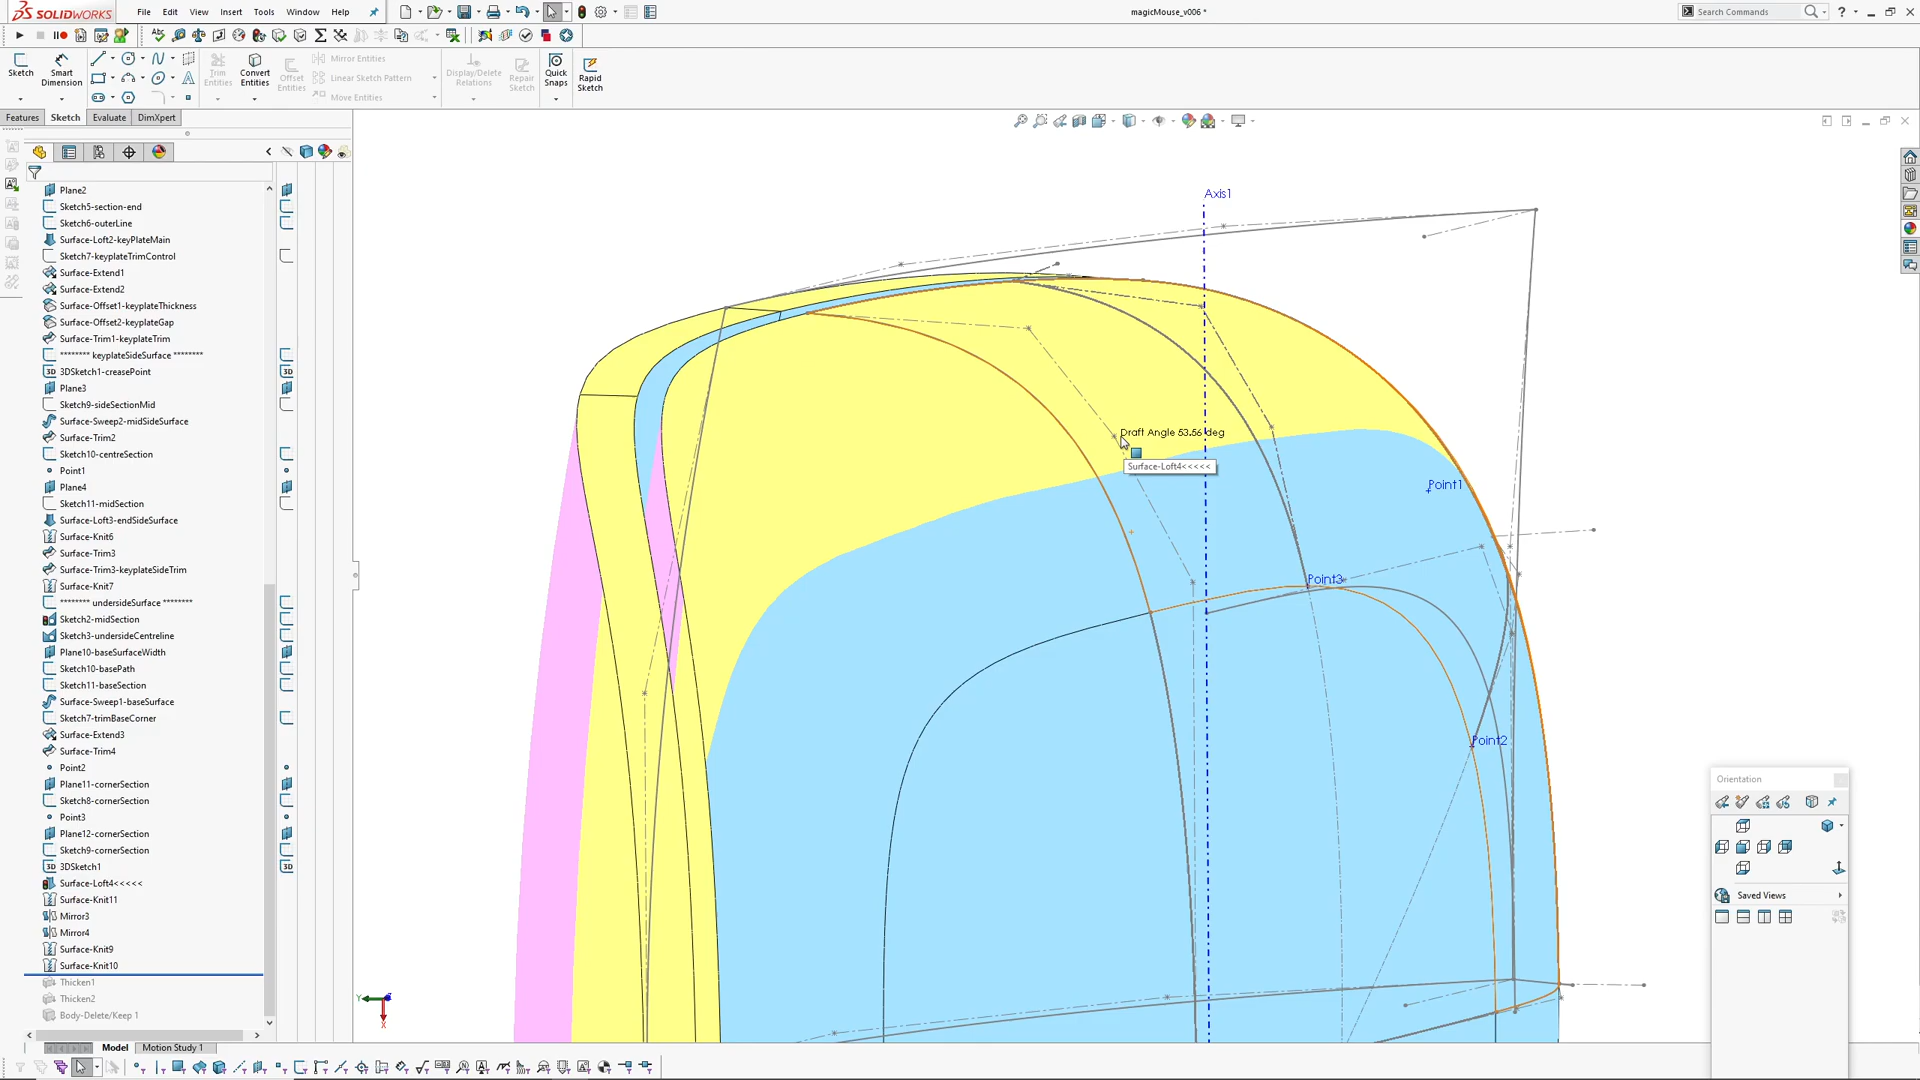 SOLIDWORKS
File Edit View Insert Tools Window Help
magicMouse_v006 *
Search Commands
Sketch
Smart Dimension
Trim Entities
Convert Entities
Offset Entities
Mirror Entities
Linear Sketch Pattern
Move Entities
Display/Delete Relations
Repair Sketch
Quick Snaps
Rapid Sketch
Features Sketch Evaluate DimXpert
Plane2
Sketch5-section-end
Sketch6-outerLine
Surface-Loft2-keyPlateMain
Sketch7-keyplateTrimControl
Surface-Extend1
Surface-Extend2
Surface-Offset1-keyplateThickness
Surface-Offset2-keyplateGap
Surface-Trim1-keyplateTrim
******** keyplateSideSurface ********
3DSketch1-creasePoint
Plane3
Sketch9-sideSectionMid
Surface-Sweep2-midSideSurface
Surface-Trim2
Sketch10-centreSection
Point1
Plane4
Sketch11-midSection
Surface-Loft3-endSideSurface
Surface-Knit6
Surface-Trim3
Surface-Trim3-keyplateSideTrim
Surface-Knit7
******** undersideSurface ********
Sketch2-midSection
Sketch3-undersideCentreline
Plane10-baseSurfaceWidth
Sketch10-basePath
Sketch11-baseSection
Surface-Sweep1-baseSurface
Sketch7-trimBaseCorner
Surface-Extend3
Surface-Trim4
Point2
Plane11-cornerSection
Sketch8-cornerSection
Point3
Plane12-cornerSection
Sketch9-cornerSection
3DSketch1
Surface-Loft4<<<<<
Surface-Knit11
Mirror3
Mirror4
Surface-Knit9
Surface-Knit10
Thicken1
Thicken2
Body-Delete/Keep 1
Axis1
Draft Angle 53.56 deg
Surface-Loft4<<<<<
Point1
Point3
Point2
Orientation
Saved Views
Y
X
Model Motion Study 1